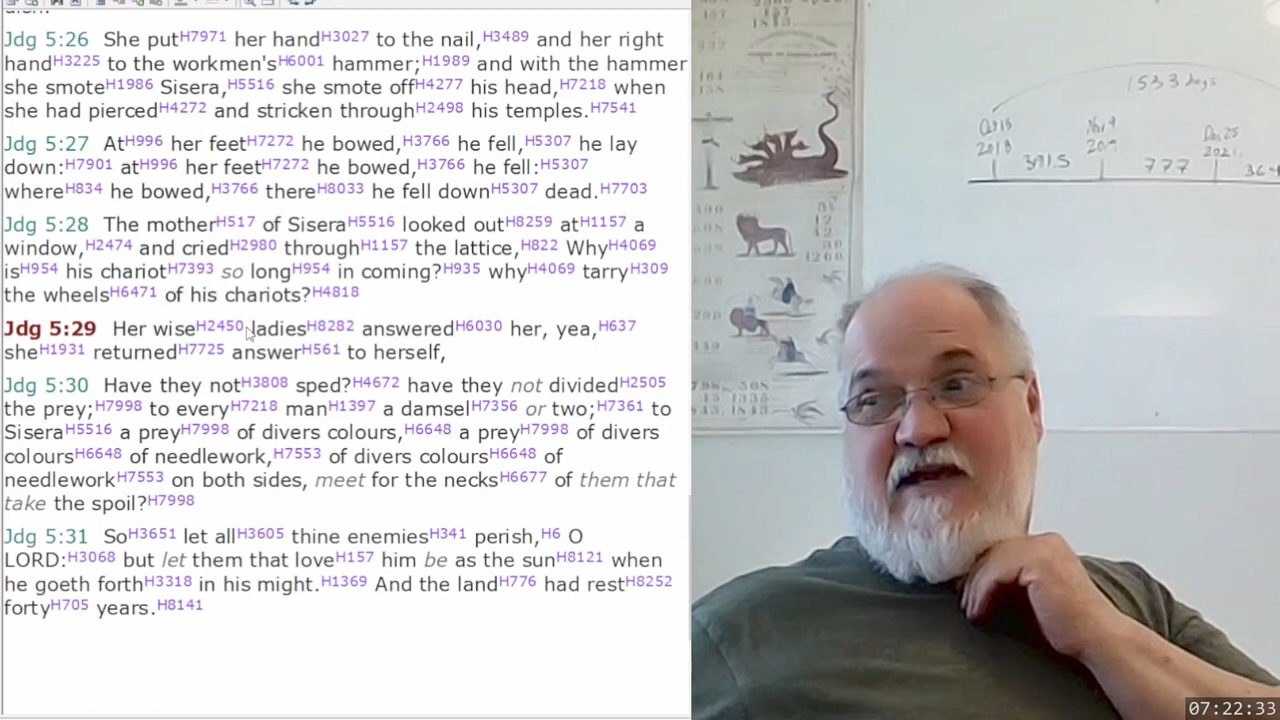 Jdg 5:26 She putH7971 her handH3027 to the nail,H3489 and her right
handH3225 to the workmen'sH6001 hammer;H1989 and with the hammer
she smoteH1986 Sisera,H5516 she smote offH4277 his head,H7218 when
she had piercedH4272 and stricken throughH2498 his temples.H7541
Jdg 5:27 AtH996 her feetH7272 he bowed,H3766 he fell,H5307 he lay
down:H7901 atH996 her feetH7272 he bowed,H3766 he fell:H5307
whereH834 he bowed,H3766 thereH8033 he fell downH5307 dead.H7703
Jdg 5:28 The motherH517 of SiseraH5516 looked outH8259 atH1157 a
window,H2474 and criedH2980 throughH1157 the lattice,H822 WhyH4069
isH954 his chariotH7393 so longH954 in coming?H935 whyH4069 tarryH309
the wheelsH6471 of his chariots?H4818
Jdg 5:29 Her wiseH2450 ladiesH8282 answeredH6030 her, yea,H637
sheH1931 returnedH7725 answerH561 to herself,
Jdg 5:30 Have they notH3808 sped?H4672 have they not dividedH2505
the prey;H7998 to everyH7218 manH1397 a damselH7356 or two;H7361 to
SiseraH5516 a preyH7998 of divers colours,H6648 a preyH7998 of divers
coloursH6648 of needlework,H7553 of divers coloursH6648 of
needleworkH7553 on both sides, meet for the necksH6677 of them that
take the spoil?H7998
Jdg 5:31 SoH3651 let allH3605 thine enemiesH341 perish,H6 O
LORD:H3068 but let them that loveH157 him be as the sunH8121 when
he goeth forthH3318 in his might.H1369 And the landH776 had restH8252
fortyH705 years.H8141
1533 days
2019
2021
391.5
777
07:22:33